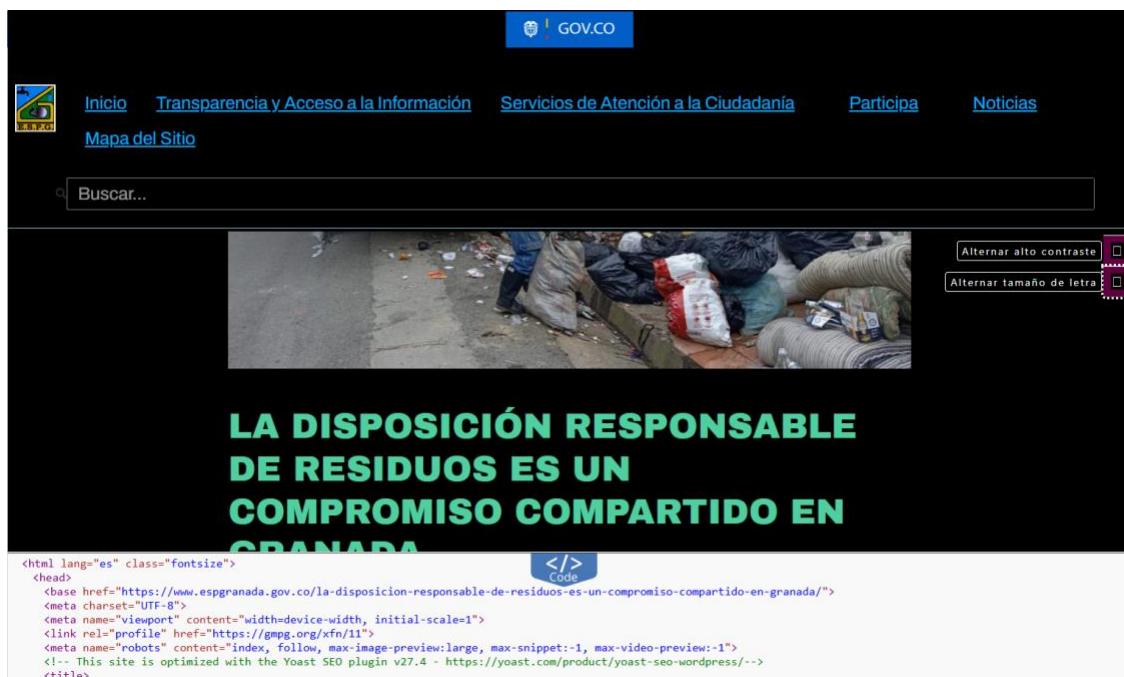 GOV.CO
E.S.P.G
Inicio Transparencia y Acceso a la Información Servicios de Atención a la Ciudadanía Participa Noticias
Mapa del Sitio
Buscar...
Alternar alto contraste
Alternar tamaño de letra
LA DISPOSICIÓN RESPONSABLE
DE RESIDUOS ES UN
COMPROMISO COMPARTIDO EN
GRANADA
</>
Code
<html lang="es" class="fontsize">
<head>
<base href="https://www.espgranada.gov.co/la-disposicion-responsable-de-residuos-es-un-compromiso-compartido-en-granada/">
<meta charset="UTF-8">
<meta name="viewport" content="width=device-width, initial-scale=1">
<link rel="profile" href="https://gmpg.org/xfn/11">
<meta name="robots" content="index, follow, max-image-preview:large, max-snippet:-1, max-video-preview:-1">
<!-- This site is optimized with the Yoast SEO plugin v27.4 - https://yoast.com/product/yoast-seo-wordpress/-->
<title>